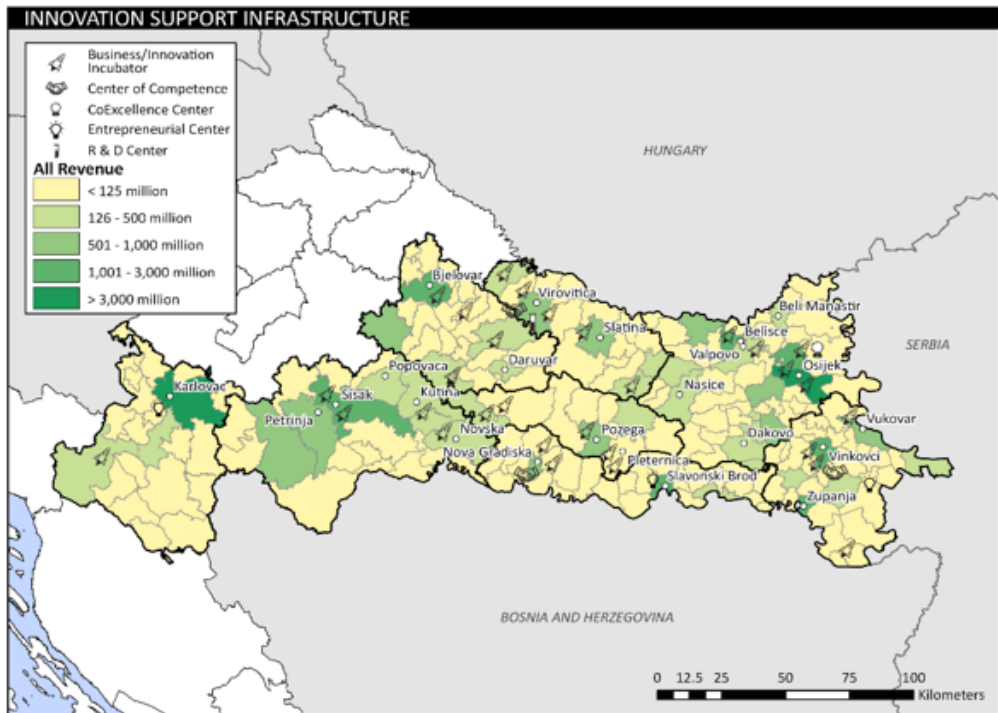 INNOVATION SUPPORT INFRASTRUCTURE
Business/Innovation
Incubator
Center of Competence
CoExcellence Center
Entrepreneurial Center
R & D Center
All Revenue
< 125 million
126 - 500 million
501 - 1,000 million
1,001 - 3,000 million
> 3,000 million
HUNGARY
SERBIA
BOSNIA AND HERZEGOVINA
Bjelovar
Virovitica
Beli Manastir
Slatina
Belisce
Valpovo
Daruvar
Osijek
Popovaca
Karlovac
Sisak
Kutina
Nasice
Petrinja
Vukovar
Novska
Pozega
Dakovo
Nova Gradiska
Pleternica
Vinkovci
Slavonski Brod
Zupanja
0 12.5 25 50 75 100
Kilometers